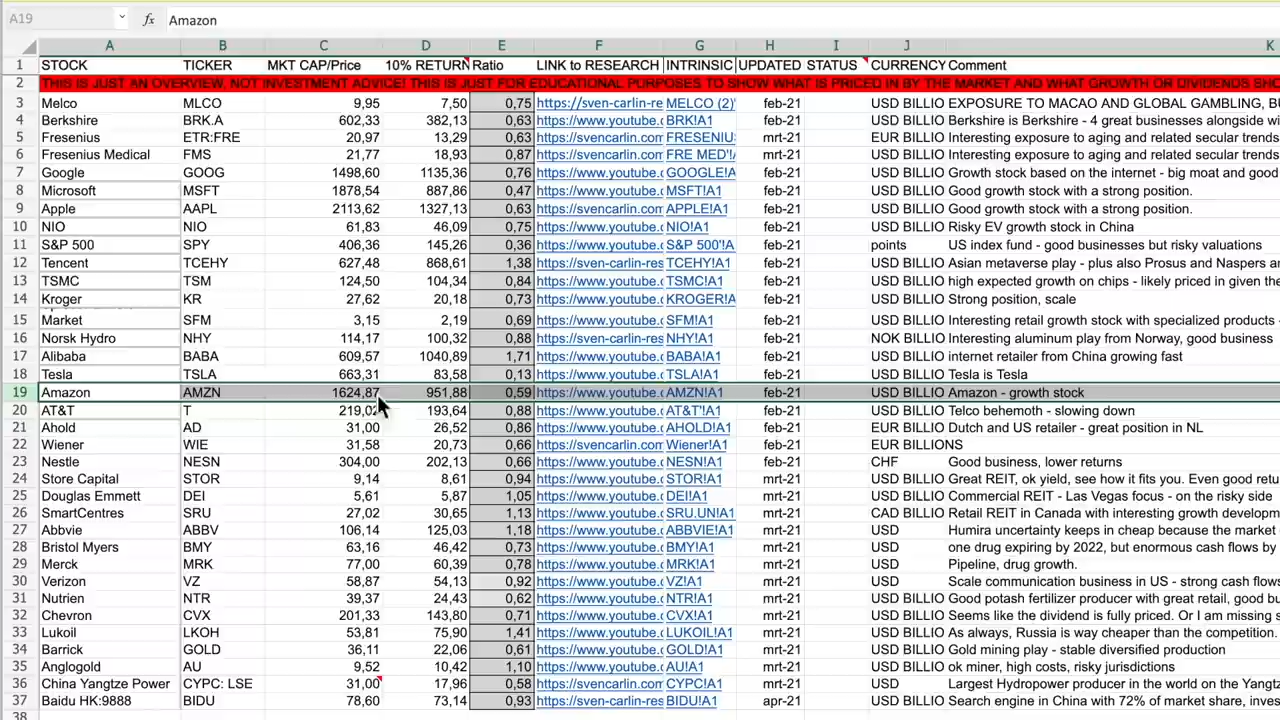 A19 fx Amazon
A B C D E F G H I J K
1 STOCK TICKER MKT CAP/Price 10% RETURN Ratio LINK to RESEARCH INTRINSIC UPDATED STATUS CURRENCY Comment
2 THIS IS JUST AN OVERVIEW, NOT INVESTMENT ADVICE! THIS IS JUST FOR EDUCATIONAL PURPOSES TO SHOW WHAT IS PRICED IN BY THE MARKET AND WHAT GROWTH OR DIVIDENDS SHO
3 Melco MLCO 9,95 7,50 0,75 https://sven-carlin-re MELCO (2)' feb-21 USD BILLIO EXPOSURE TO MACAO AND GLOBAL GAMBLING, B
4 Berkshire BRK.A 602,33 382,13 0,63 https://www.youtube.c BRK!A1 feb-21 USD BILLIO Berkshire is Berkshire - 4 great businesses alongside wi
5 Fresenius ETR:FRE 20,97 13,29 0,63 https://svencarlin.com FRESENIU feb-21 EUR BILLIO Interesting exposure to aging and related secular trends
6 Fresenius Medical FMS 21,77 18,93 0,87 https://www.youtube.c FRE MED'!A feb-21 USD BILLIO Interesting exposure to aging and related secular trends
7 Google GOOG 1498,60 1135,36 0,76 https://www.youtube.c GOOGLE!A feb-21 USD BILLIO Growth stock based on the internet - big moat and good
8 Microsoft MSFT 1878,54 887,86 0,47 https://www.youtube.c MSFT!A1 feb-21 USD BILLIO Good growth stock with a strong position.
9 Apple AAPL 2113,62 1327,13 0,63 https://svencarlin.com APPLE!A1 feb-21 USD BILLIO Good growth stock with a strong position.
10 NIO NIO 61,83 46,09 0,75 https://www.youtube.c NIO!A1 feb-21 USD BILLIO Risky EV growth stock in China
11 S&P 500 SPY 406,36 145,26 0,36 https://www.youtube.c S&P 500'!A feb-21 points US index fund - good businesses but risky valuations
12 Tencent TCEHY 627,48 868,61 1,38 https://sven-carlin-res TCEHY!A1 feb-21 USD BILLIO Asian metaverse play - plus also Prosus and Naspers ar
13 TSMC TSM 124,50 104,34 0,84 https://www.youtube.c TSMC!A1 feb-21 USD BILLIO high expected growth on chips - likely priced in given the
14 Kroger KR 27,62 20,18 0,73 https://www.youtube.c KROGER!A feb-21 USD BILLIO Strong position, scale
15 Market SFM 3,15 2,19 0,69 https://www.youtube.c SFM!A1 feb-21 USD BILLIO Interesting retail growth stock with specialized products -
16 Norsk Hydro NHY 114,17 100,32 0,88 https://sven-carlin-res NHY!A1 feb-21 NOK BILLIO Interesting aluminum play from Norway, good business
17 Alibaba BABA 609,57 1040,89 1,71 https://www.youtube.c BABA!A1 feb-21 USD BILLIO internet retailer from China growing fast
18 Tesla TSLA 663,31 83,58 0,13 https://www.youtube.c TSLA!A1 feb-21 USD BILLIO Tesla is Tesla
19 Amazon AMZN 1624,87 951,88 0,59 https://www.youtube.c AMZN!A1 feb-21 USD BILLIO Amazon - growth stock
20 AT&T T 219,02 193,64 0,88 https://www.youtube.c AT&T'!A1 feb-21 USD BILLIO Telco behemoth - slowing down
21 Ahold AD 31,00 26,52 0,86 https://www.youtube.c AHOLD!A1 feb-21 EUR BILLIO Dutch and US retailer - great position in NL
22 Wiener WIE 31,58 20,73 0,66 https://svencarlin.com Wiener!A1 feb-21 EUR BILLIONS
23 Nestle NESN 304,00 202,13 0,66 https://www.youtube.c NESN!A1 feb-21 CHF Good business, lower returns
24 Store Capital STOR 9,14 8,61 0,94 https://www.youtube.c STOR!A1 feb-21 USD BILLIO Great REIT, ok yield, see how it fits you. Even good retu
25 Douglas Emmett DEI 5,61 5,87 1,05 https://www.youtube.c DEI!A1 feb-21 USD BILLIO Commercial REIT - Las Vegas focus - on the risky side
26 SmartCentres SRU 27,02 30,65 1,13 https://www.youtube.c SRU.UN!A1 feb-21 CAD BILLIO Retail REIT in Canada with interesting growth developm
27 Abbvie ABBV 106,14 125,03 1,18 https://www.youtube.c ABBVIE!A1 mrt-21 USD Humira uncertainty keeps in cheap because the market
28 Bristol Myers BMY 63,16 46,42 0,73 https://www.youtube.c BMY!A1 mrt-21 USD one drug expiring by 2022, but enormous cash flows by
29 Merck MRK 77,00 60,39 0,78 https://www.youtube.c MRK!A1 mrt-21 USD Pipeline, drug growth.
30 Verizon VZ 58,87 54,13 0,92 https://www.youtube.c VZ!A1 mrt-21 USD Scale communication business in US - strong cash flows
31 Nutrien NTR 39,37 24,43 0,62 https://www.youtube.c NTR!A1 mrt-21 USD BILLIO Good potash fertilizer producer with great retail, good bu
32 Chevron CVX 201,33 143,80 0,71 https://www.youtube.c CVX!A1 mrt-21 USD BILLIO Seems like the dividend is fully priced. Or I am missing s
33 Lukoil LKOH 53,81 75,90 1,41 https://www.youtube.c LUKOIL!A1 mrt-21 USD BILLIO As always, Russia is way cheaper than the competition.
34 Barrick GOLD 36,11 22,06 0,61 https://www.youtube.c GOLD!A1 mrt-21 USD BILLIO Gold mining play - stable diversified production
35 Anglogold AU 9,52 10,42 1,10 https://www.youtube.c AU!A1 mrt-21 USD BILLIO ok miner, high costs, risky jurisdictions
36 China Yangtze Power CYPC: LSE 31,00 17,96 0,58 https://svencarlin.com CYPC!A1 mrt-21 USD Largest Hydropower producer in the world on the Yangtz
37 Baidu HK:9888 BIDU 78,60 73,14 0,93 https://sven-carlin-res BIDU!A1 apr-21 USD BILLIO Search engine in China with 72% of market share, inves
38